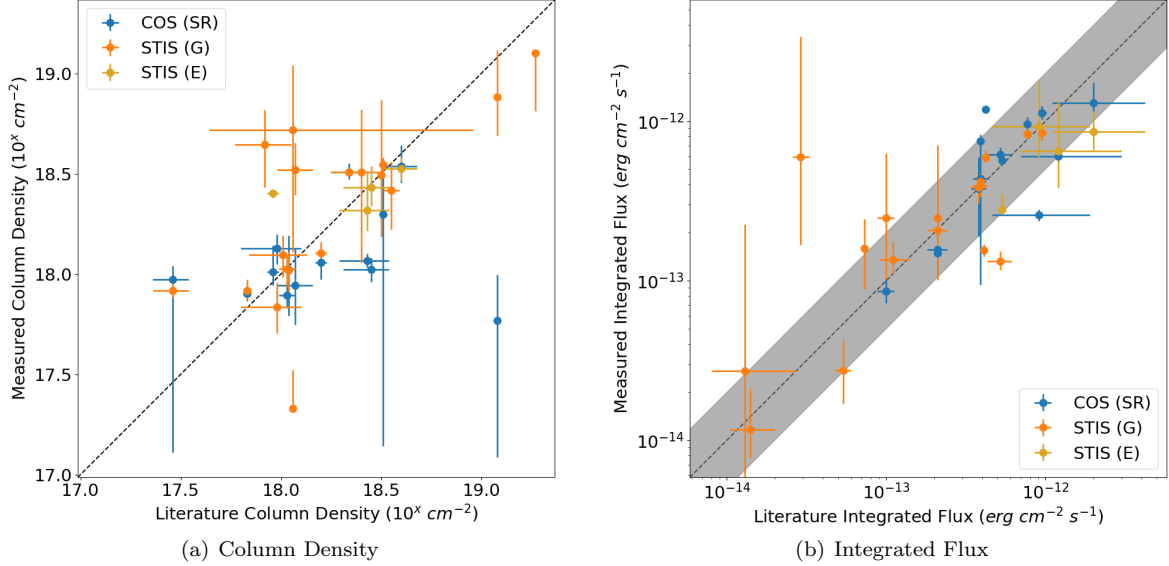 COS (SR)
STIS (G)
STIS (E)
19.0
18.5
18.0
17.5
17.0
Measured Column Density (10^x cm^−2)
17.0 17.5 18.0 18.5 19.0
Literature Column Density (10^x cm^−2)
(a) Column Density
10^−12
10^−13
10^−14
Measured Integrated Flux (erg cm^−2 s^−1)
COS (SR)
STIS (G)
STIS (E)
10^−14 10^−13 10^−12
Literature Integrated Flux (erg cm^−2 s^−1)
(b) Integrated Flux